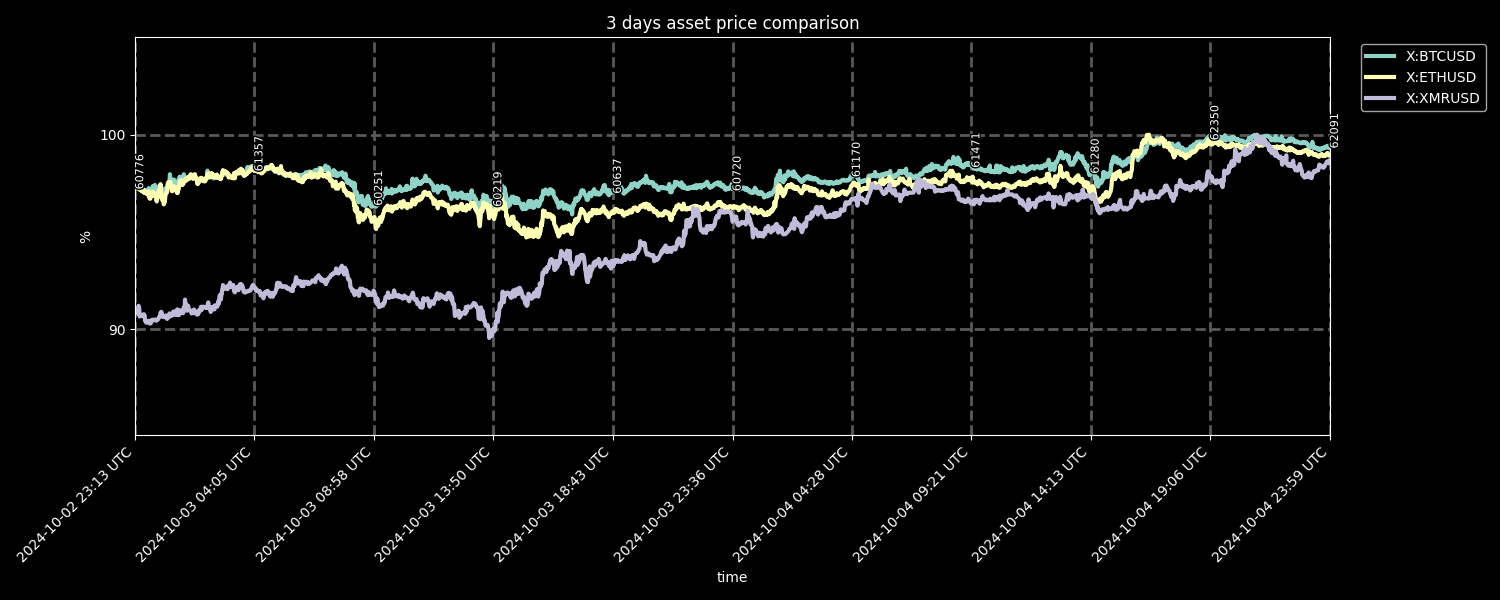 3 days asset price comparison
X:BTCUSD
X:ETHUSD
X:XMRUSD
%
100
90
60776
61357
60251
60219
60637
60720
61170
61471
61280
62350
62091
2024-10-02 23:13 UTC
2024-10-03 04:05 UTC
2024-10-03 08:58 UTC
2024-10-03 13:50 UTC
2024-10-03 18:43 UTC
2024-10-03 23:36 UTC
2024-10-04 04:28 UTC
2024-10-04 09:21 UTC
2024-10-04 14:13 UTC
2024-10-04 19:06 UTC
2024-10-04 23:59 UTC
time